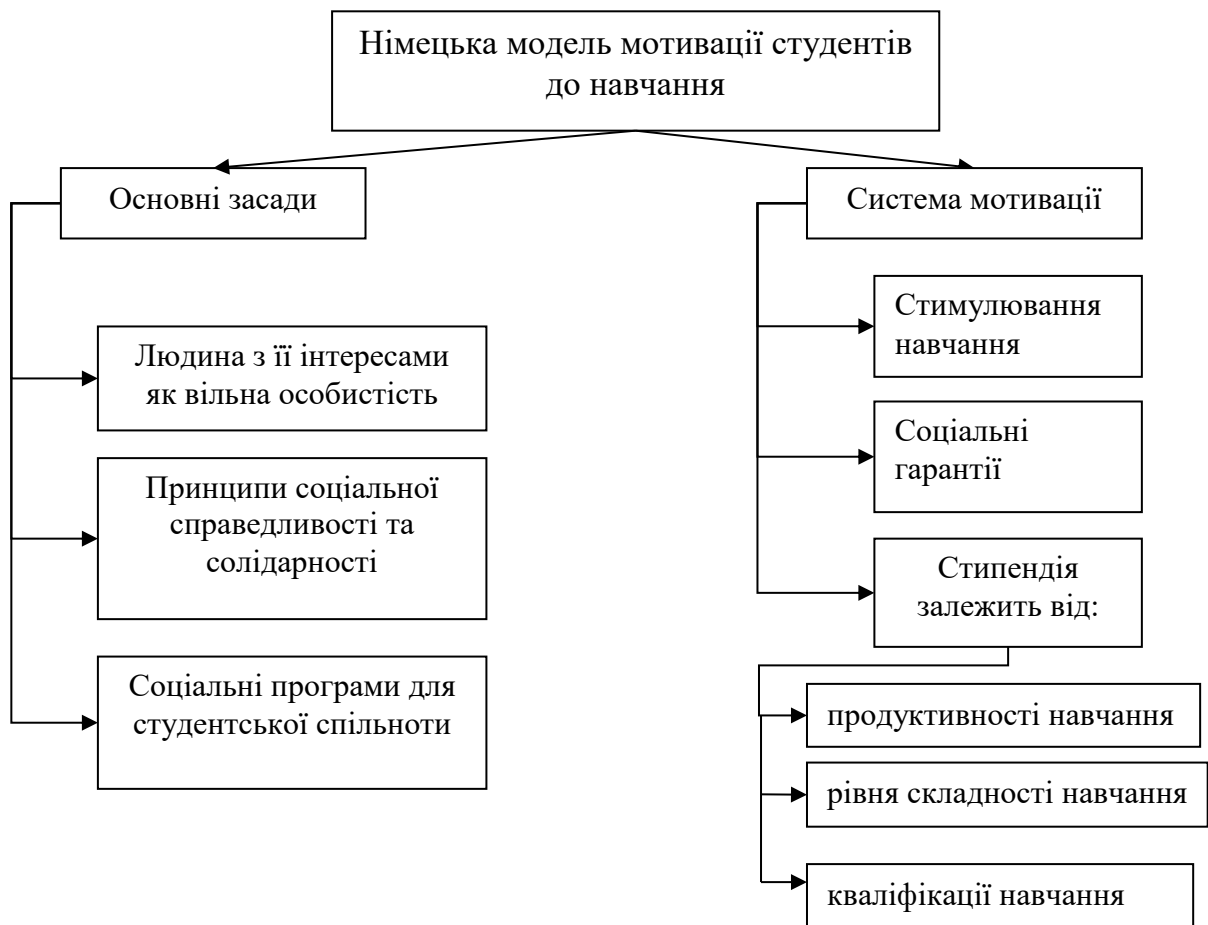 Німецька модель мотивації студентів
до навчання
Основні засади
Людина з її інтересами
як вільна особистість
Принципи соціальної
справедливості та
солідарності
Соціальні програми для
студентської спільноти
Система мотивації
Стимулювання
навчання
Соціальні
гарантії
Стипендія
залежить від:
продуктивності навчання
рівня складності навчання
кваліфікації навчання